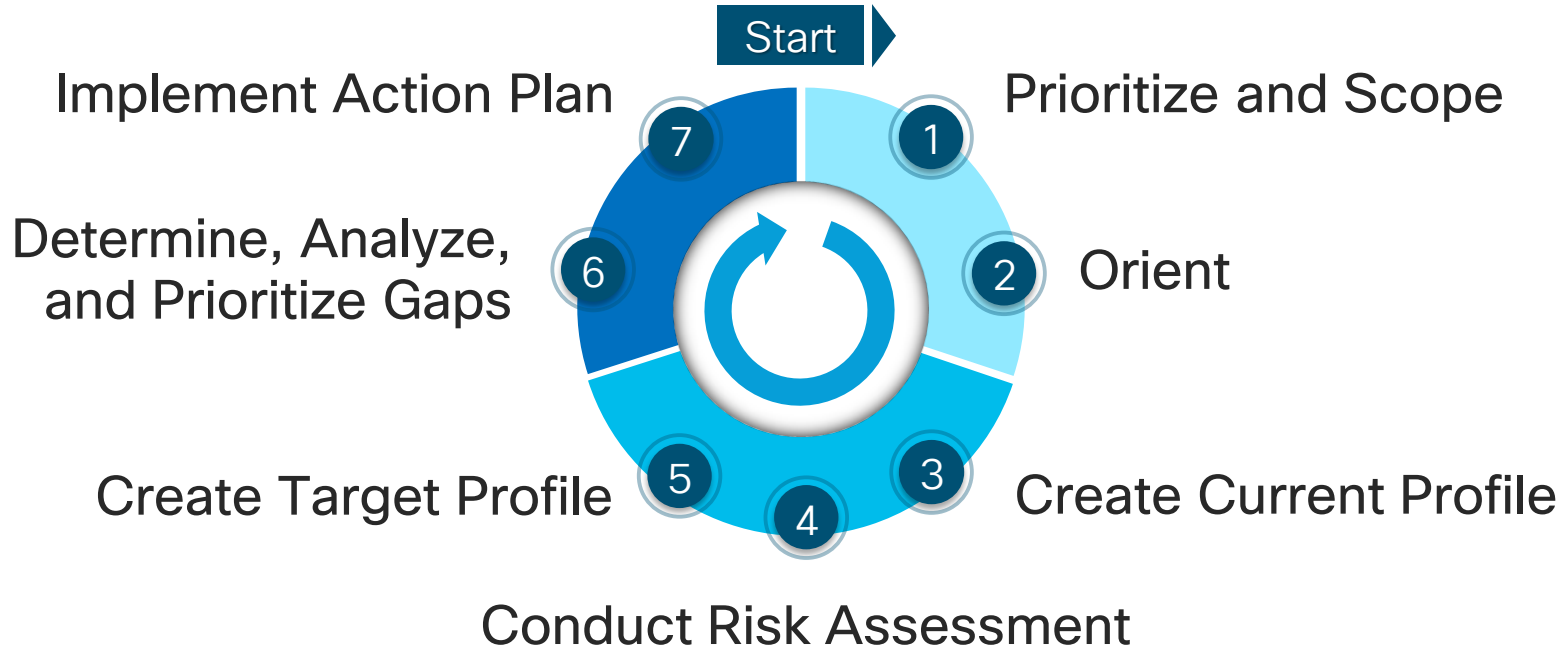 Start
1
Prioritize and Scope
2
Orient
3
Create Current Profile
4
Conduct Risk Assessment
5
Create Target Profile
6
Determine, Analyze,
and Prioritize Gaps
7
Implement Action Plan